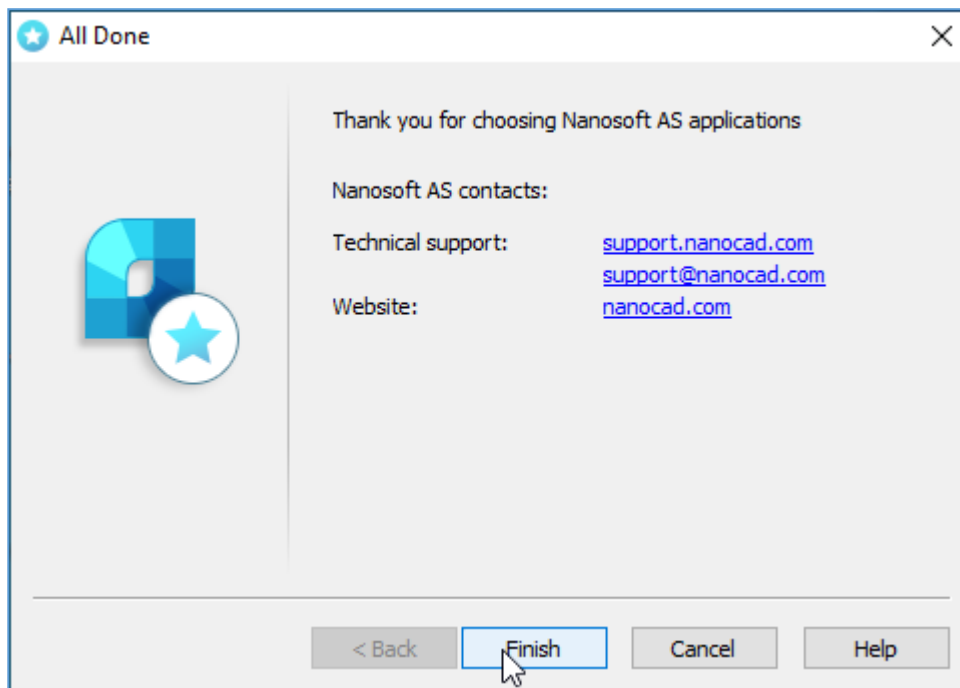 All Done
Thank you for choosing Nanosoft AS applications
Nanosoft AS contacts:
Technical support: support.nanocad.com
support@nanocad.com
Website: nanocad.com
< Back Finish Cancel Help